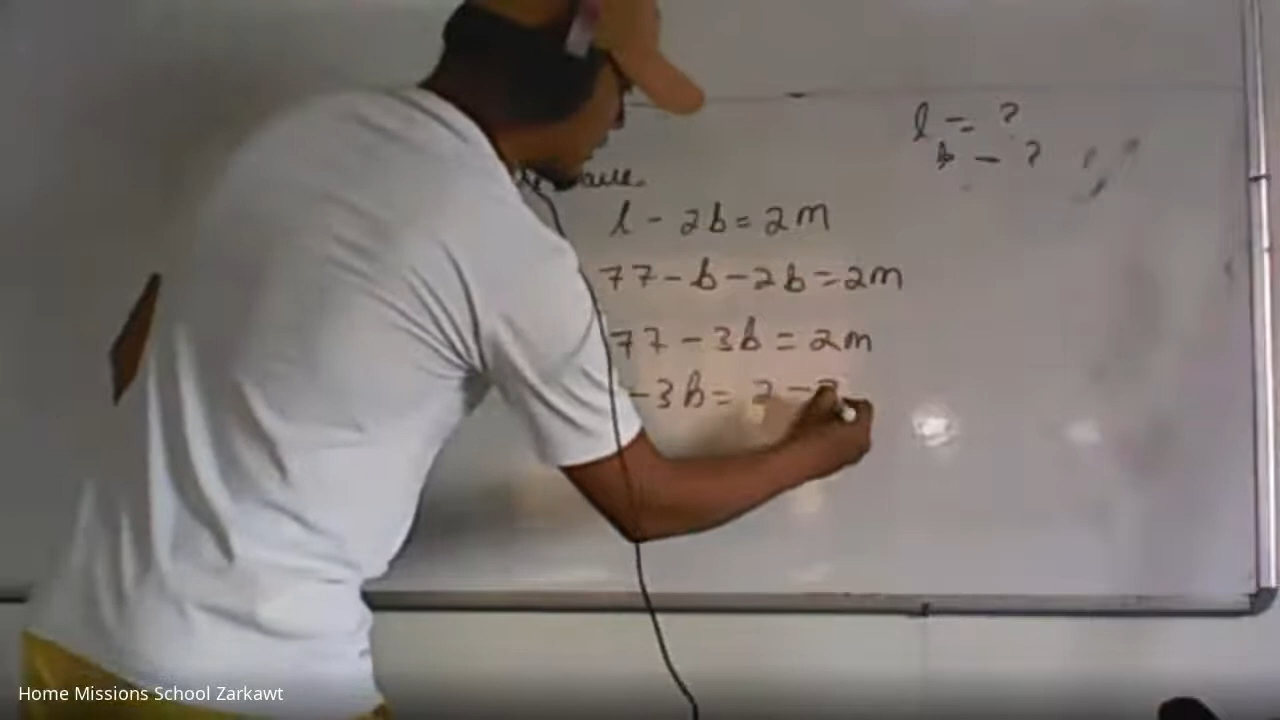 l = ?
b - ?
l - 2b = 2m
77 - b - 2b = 2m
77 - 3b = 2m
- 3b = 2 -
Home Missions School Zarkawt